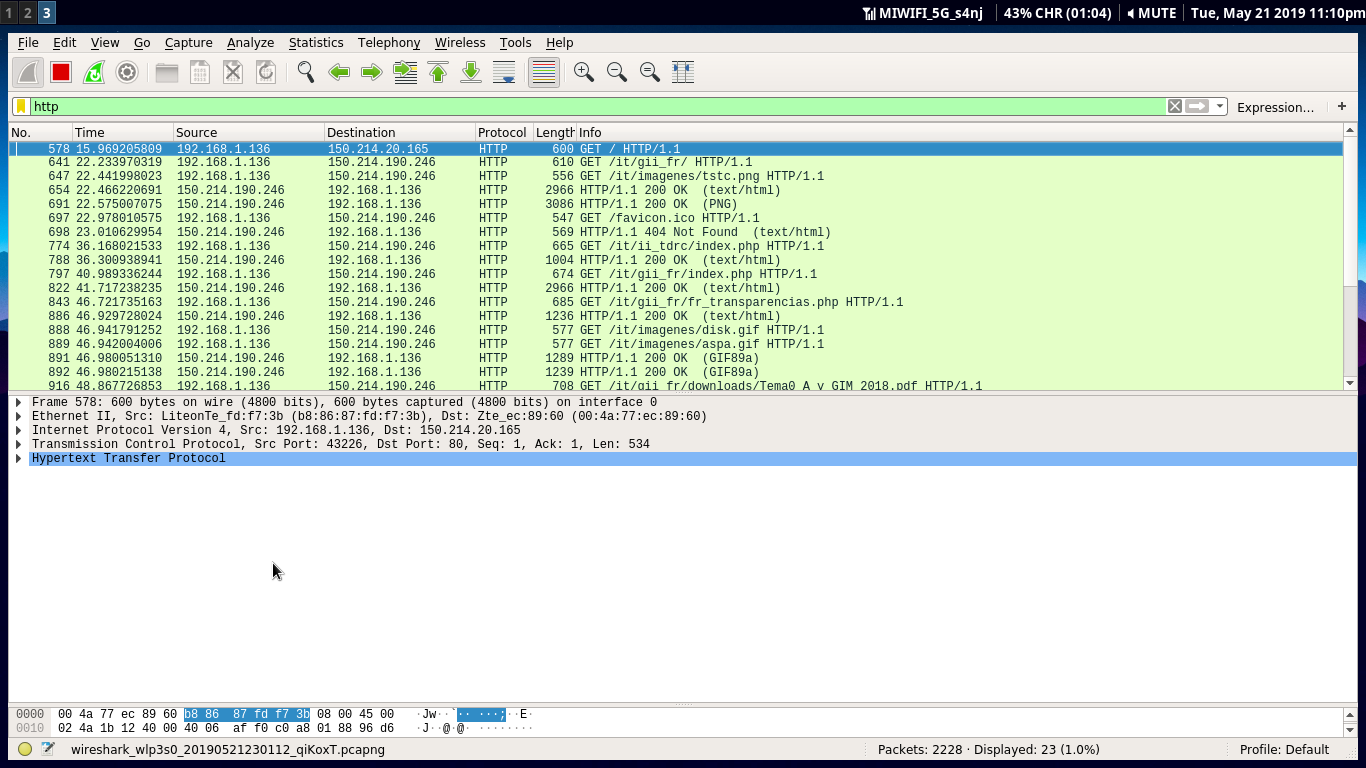 1 2 3 MIWIFI_5G_s4nj 43% CHR (01:04) MUTE Tue, May 21 2019 11:10pm
File Edit View Go Capture Analyze Statistics Telephony Wireless Tools Help
http Expression… +
No. Time Source Destination Protocol Length Info
578 15.969205809 192.168.1.136 150.214.20.165 HTTP 600 GET / HTTP/1.1
641 22.233970319 192.168.1.136 150.214.190.246 HTTP 610 GET /it/gii_fr/ HTTP/1.1
647 22.441998023 192.168.1.136 150.214.190.246 HTTP 556 GET /it/imagenes/tstc.png HTTP/1.1
654 22.466220691 150.214.190.246 192.168.1.136 HTTP 2966 HTTP/1.1 200 OK (text/html)
691 22.575007075 150.214.190.246 192.168.1.136 HTTP 3086 HTTP/1.1 200 OK (PNG)
697 22.978010575 192.168.1.136 150.214.190.246 HTTP 547 GET /favicon.ico HTTP/1.1
698 23.010629954 150.214.190.246 192.168.1.136 HTTP 569 HTTP/1.1 404 Not Found (text/html)
774 36.168021533 192.168.1.136 150.214.190.246 HTTP 665 GET /it/ii_tdrc/index.php HTTP/1.1
788 36.300938941 150.214.190.246 192.168.1.136 HTTP 1004 HTTP/1.1 200 OK (text/html)
797 40.989336244 192.168.1.136 150.214.190.246 HTTP 674 GET /it/gii_fr/index.php HTTP/1.1
822 41.717238235 150.214.190.246 192.168.1.136 HTTP 2966 HTTP/1.1 200 OK (text/html)
843 46.721735163 192.168.1.136 150.214.190.246 HTTP 685 GET /it/gii_fr/fr_transparencias.php HTTP/1.1
886 46.929728024 150.214.190.246 192.168.1.136 HTTP 1236 HTTP/1.1 200 OK (text/html)
888 46.941791252 192.168.1.136 150.214.190.246 HTTP 577 GET /it/imagenes/disk.gif HTTP/1.1
889 46.942004006 192.168.1.136 150.214.190.246 HTTP 577 GET /it/imagenes/aspa.gif HTTP/1.1
891 46.980051310 150.214.190.246 192.168.1.136 HTTP 1289 HTTP/1.1 200 OK (GIF89a)
892 46.980215138 150.214.190.246 192.168.1.136 HTTP 1239 HTTP/1.1 200 OK (GIF89a)
916 48.867726853 192.168.1.136 150.214.190.246 HTTP 708 GET /it/gii_fr/downloads/Tema0_A_y_GIM_2018.pdf HTTP/1.1
Frame 578: 600 bytes on wire (4800 bits), 600 bytes captured (4800 bits) on interface 0
Ethernet II, Src: LiteonTe_fd:f7:3b (b8:86:87:fd:f7:3b), Dst: Zte_ec:89:60 (00:4a:77:ec:89:60)
Internet Protocol Version 4, Src: 192.168.1.136, Dst: 150.214.20.165
Transmission Control Protocol, Src Port: 43226, Dst Port: 80, Seq: 1, Ack: 1, Len: 534
Hypertext Transfer Protocol
0000 00 4a 77 ec 89 60 b8 86 87 fd f7 3b 08 00 45 00 ·Jw··`·· ···;··E·
0010 02 4a 1b 12 40 00 40 06 af f0 c0 a8 01 88 96 d6 ·J··@·@· ········
wireshark_wlp3s0_20190521230112_qiKoxT.pcapng Packets: 2228 · Displayed: 23 (1.0%) Profile: Default